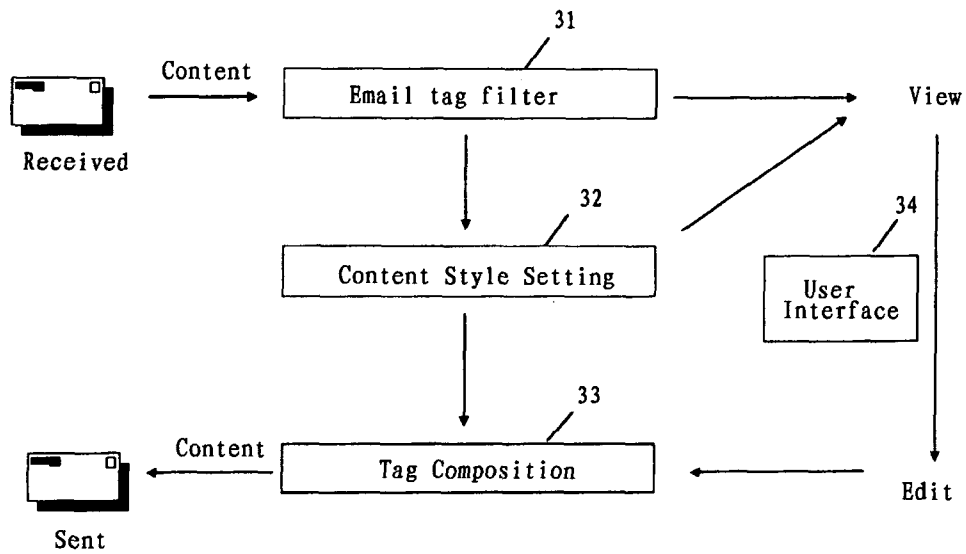 31
Content
Email tag filter
View
Received
32
34
Content Style Setting
User
Interface
33
Content
Tag Composition
Edit
Sent